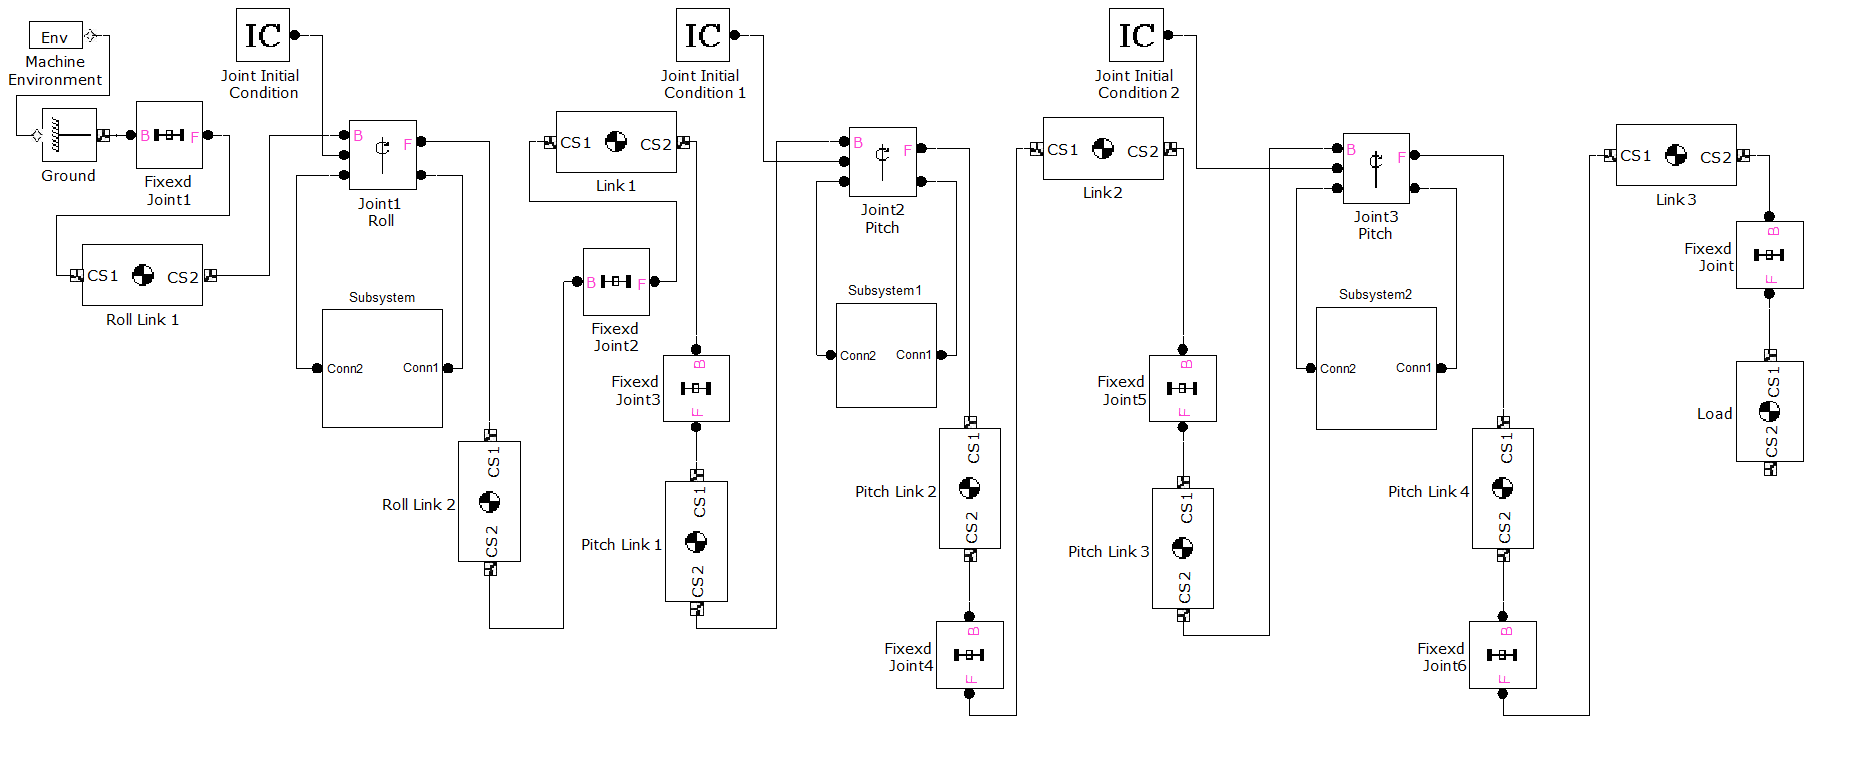 Env
Machine
Environment
IC
Joint Initial
Condition
Ground
B
F
Fixexd
Joint1
CS1
CS2
Roll Link 1
B
F
Joint1
Roll
Subsystem
Conn2
Conn1
CS1
CS2
Roll Link 2
CS1
CS2
Link 1
B
F
Fixexd
Joint2
B
F
Fixexd
Joint3
CS1
CS2
Pitch Link 1
IC
Joint Initial
Condition 1
B
F
Joint2
Pitch
Subsystem1
Conn2
Conn1
CS1
CS2
Pitch Link 2
B
F
Fixexd
Joint4
CS1
CS2
Link 2
B
F
Fixexd
Joint5
CS1
CS2
Pitch Link 3
IC
Joint Initial
Condition 2
B
F
Joint3
Pitch
Subsystem2
Conn2
Conn1
CS1
CS2
Pitch Link 4
B
F
Fixexd
Joint6
CS1
CS2
Link 3
B
F
Fixexd
Joint
CS1
CS2
Load